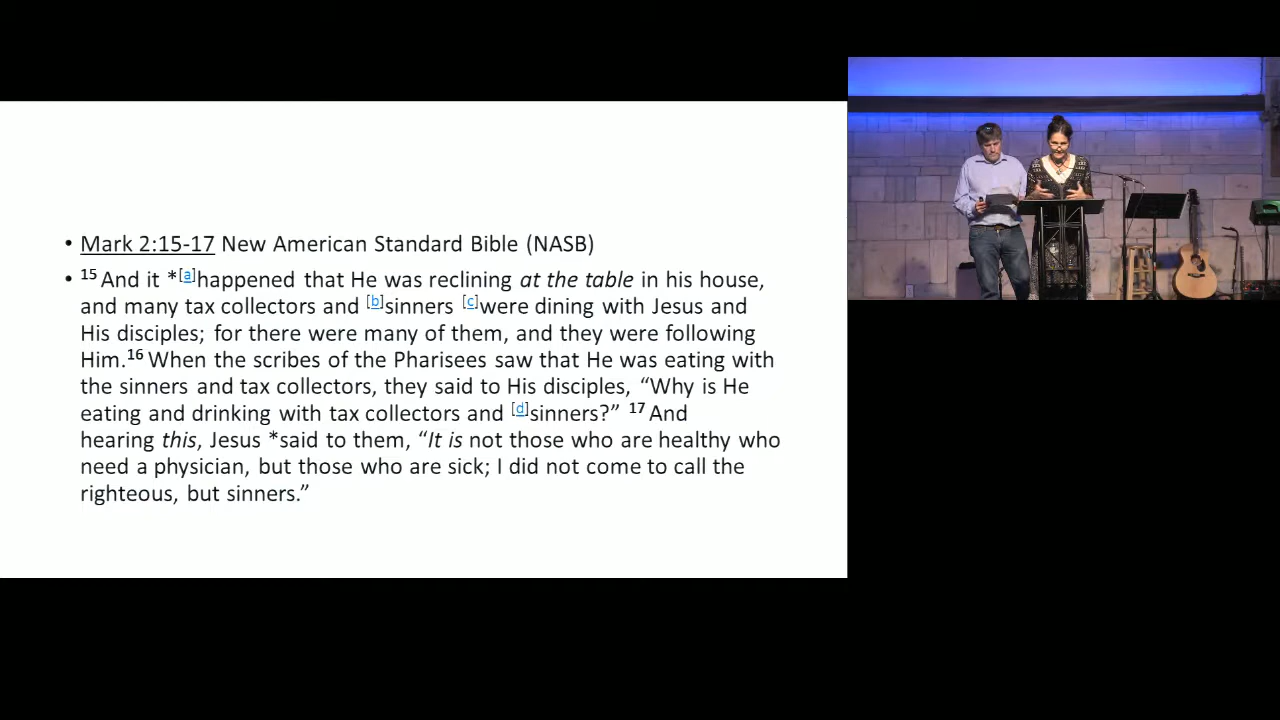 • Mark 2:15-17 New American Standard Bible (NASB)
• 15 And it *[a]happened that He was reclining at the table in his house,
and many tax collectors and [b]sinners [c]were dining with Jesus and
His disciples; for there were many of them, and they were following
Him.16 When the scribes of the Pharisees saw that He was eating with
the sinners and tax collectors, they said to His disciples, “Why is He
eating and drinking with tax collectors and [d]sinners?” 17 And
hearing this, Jesus *said to them, “It is not those who are healthy who
need a physician, but those who are sick; I did not come to call the
righteous, but sinners.”